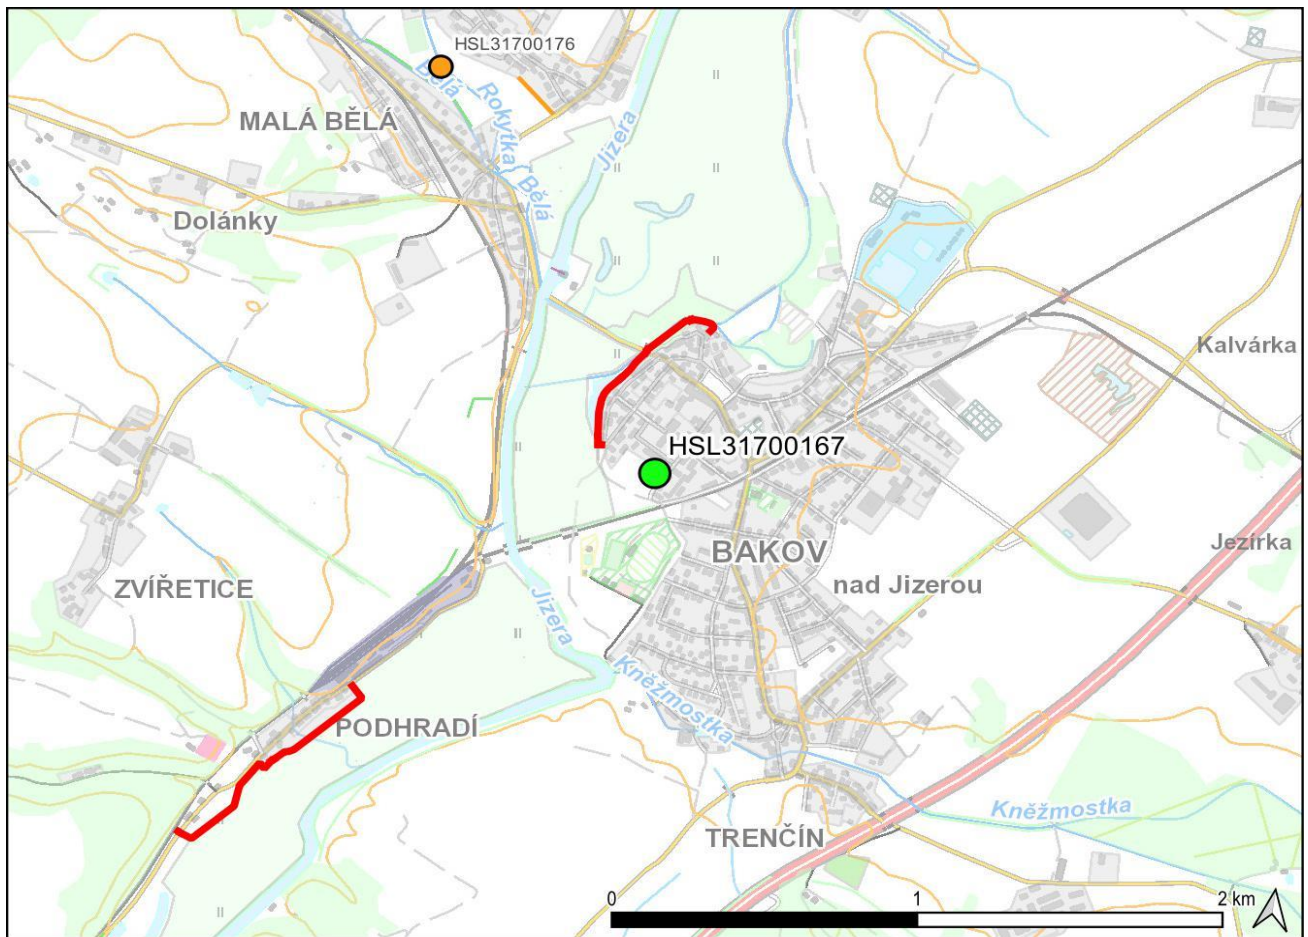 HSL31700176
Bělá
Rokytka
MALÁ BĚLÁ
Jizera
Bělá
Dolánky
Kalvárka
HSL31700167
BAKOV
Jezírka
ZVÍŘETICE
nad Jizerou
Jizera
Kněžmostka
PODHRADÍ
Kněžmostka
TRENČÍN
0 1 2 km